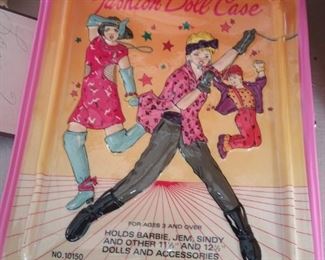 Fashion Doll Case
FOR AGES 3 AND OVER
HOLDS BARBIE, JEM, SINDY
AND OTHER 11½" AND 12½"
DOLLS AND ACCESSORIES
NO. 10150